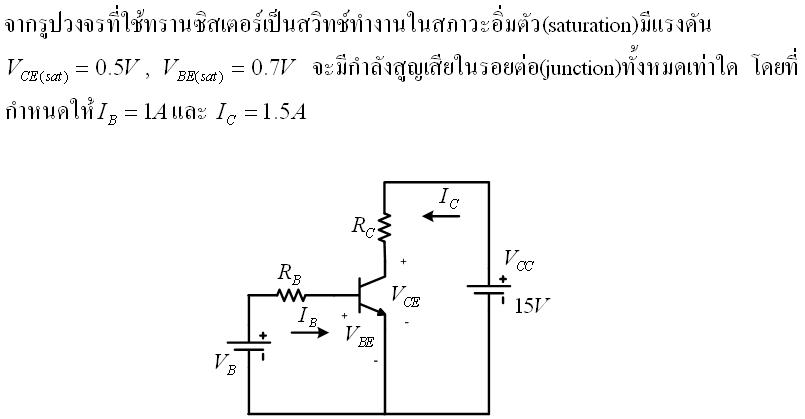 จากรูปวงจรที่ใช้ทรานซิสเตอร์เป็นสวิทช์ทำงานในสภาวะอิ่มตัว(saturation)มีแรงดัน
V_{CE(sat)} = 0.5V , V_{BE(sat)} = 0.7V จะมีกำลังสูญเสียในรอยต่อ(junction)ทั้งหมดเท่าใด โดยที่
กำหนดให้ I_B = 1A และ I_C = 1.5A
I_C
R_C
+
V_{CC}
+
R_B
V_{CE}
-
15V
I_B
+
-
V_{BE}
+
-
V_B
-